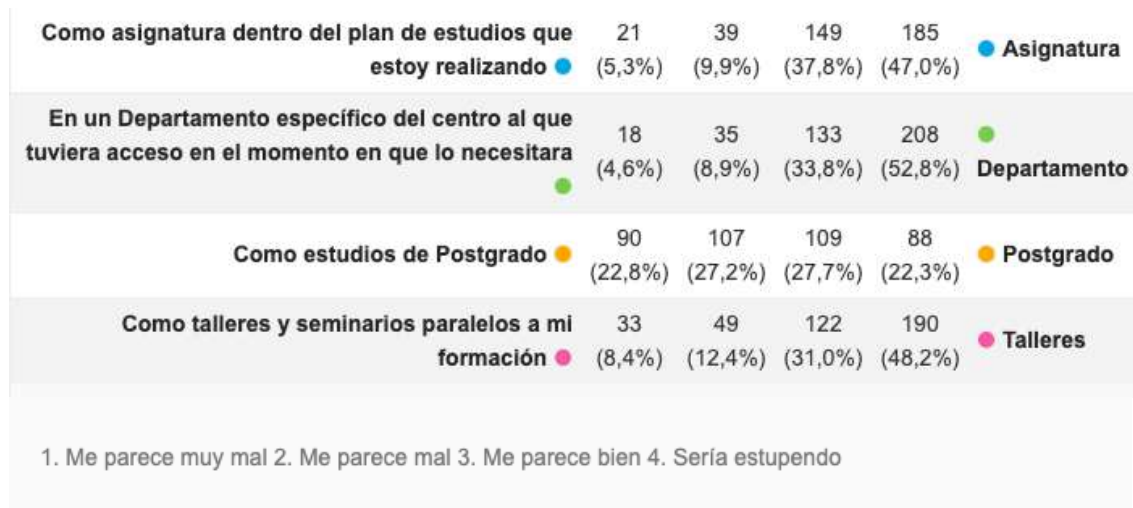 Como asignatura dentro del plan de estudios que 21 39 149 185 Asignatura
estoy realizando (5,3%) (9,9%) (37,8%) (47,0%)
En un Departamento específico del centro al que
tuviera acceso en el momento en que lo necesitara 18 35 133 208
(4,6%) (8,9%) (33,8%) (52,8%) Departamento
Como estudios de Postgrado 90 107 109 88 Postgrado
(22,8%) (27,2%) (27,7%) (22,3%)
Como talleres y seminarios paralelos a mi 33 49 122 190 Talleres
formación (8,4%) (12,4%) (31,0%) (48,2%)
1. Me parece muy mal 2. Me parece mal 3. Me parece bien 4. Sería estupendo